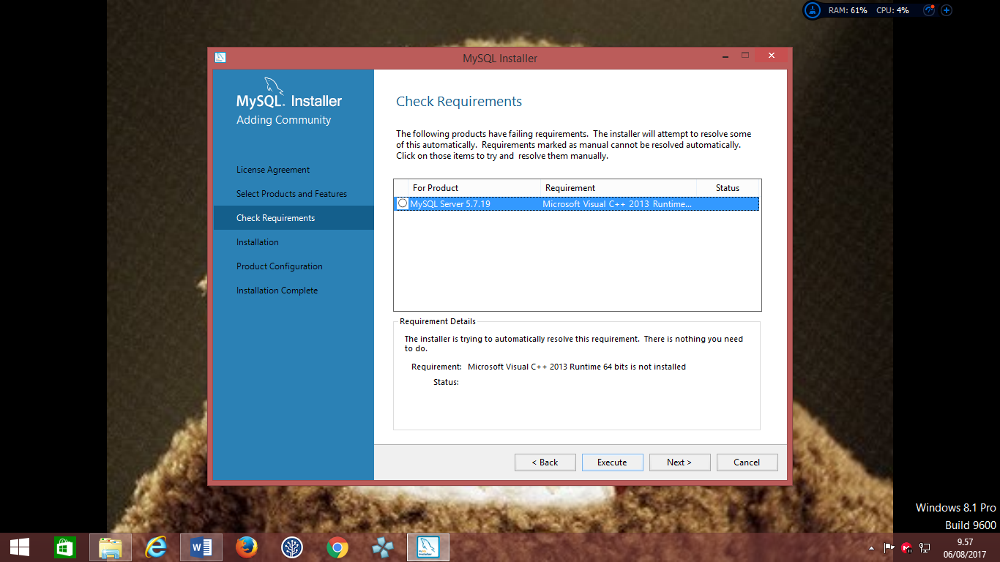 RAM: 61% CPU: 4%
MySQL Installer
MySQL. Installer
Adding Community
License Agreement
Select Products and Features
Check Requirements
Installation
Product Configuration
Installation Complete
Check Requirements
The following products have failing requirements. The installer will attempt to resolve some
of this automatically. Requirements marked as manual cannot be resolved automatically.
Click on those items to try and resolve them manually.
For Product Requirement Status
MySQL Server 5.7.19 Microsoft Visual C++ 2013 Runtime...
Requirement Details
The installer is trying to automatically resolve this requirement. There is nothing you need
to do.
Requirement: Microsoft Visual C++ 2013 Runtime 64 bits is not installed
Status:
< Back Execute Next > Cancel
Windows 8.1 Pro
Build 9600
9.57
06/08/2017